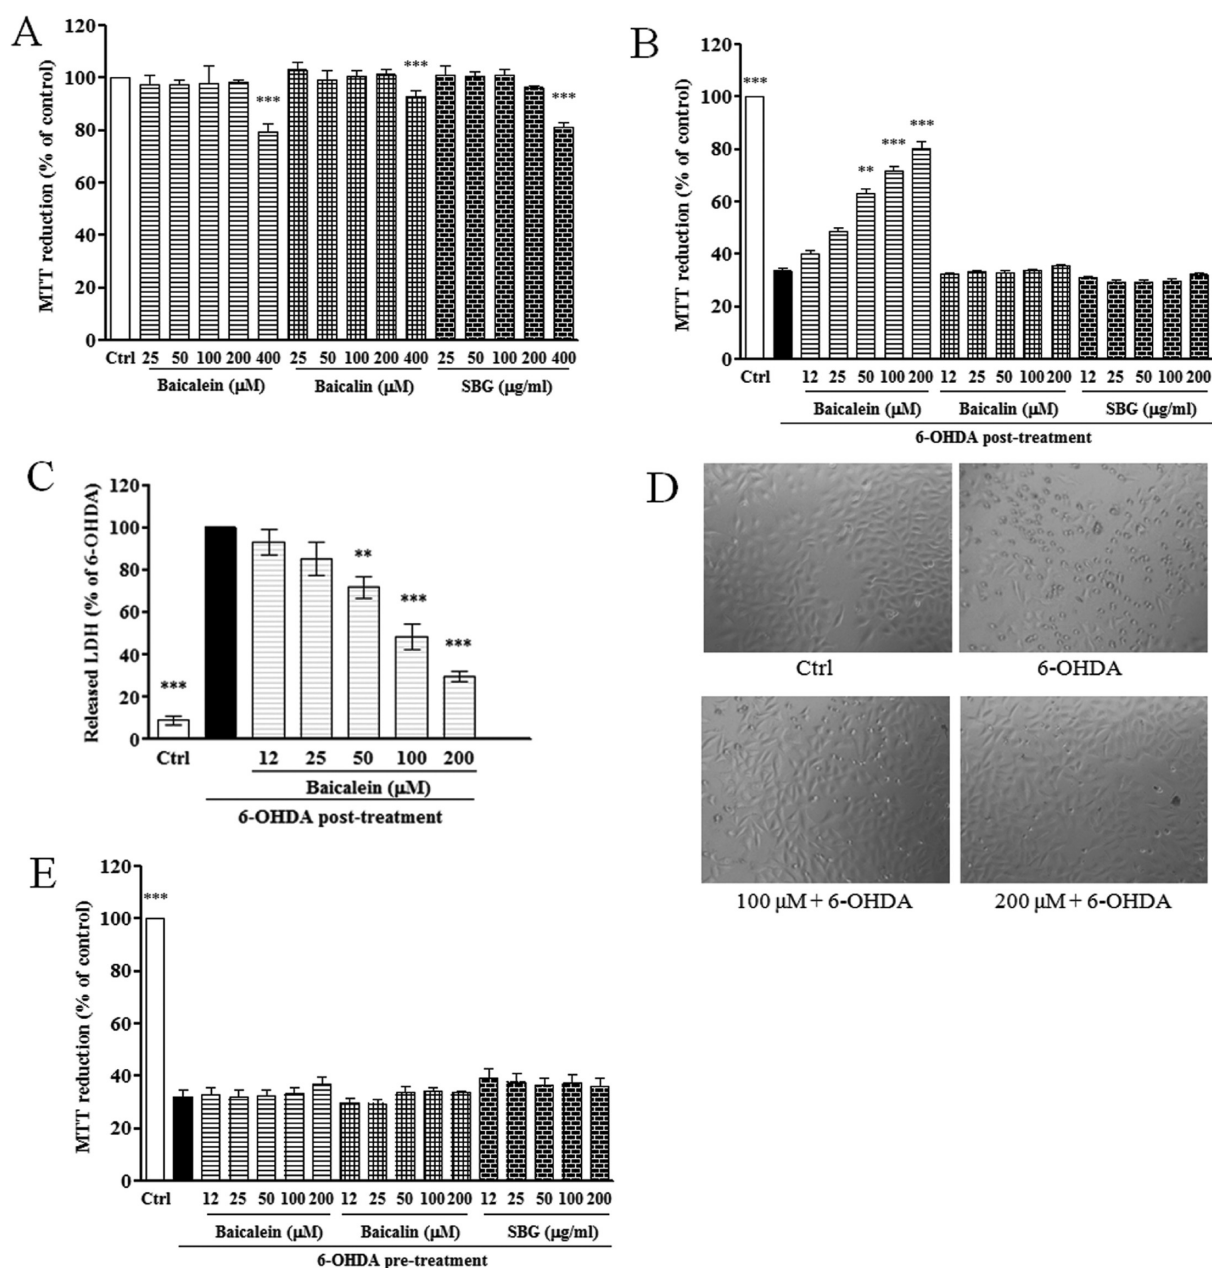 A
MTT reduction (% of control)
120
100
80
60
40
20
0
***
***
***
Ctrl 25 50 100 200 400 25 50 100 200 400 25 50 100 200 400
Baicalein (µM) Baicalin (µM) SBG (µg/ml)
B
MTT reduction (% of control)
120
100
80
60
40
20
0
***
**
***
***
Ctrl 12 25 50 100 200 12 25 50 100 200 12 25 50 100 200
Baicalein (µM) Baicalin (µM) SBG (µg/ml)
6-OHDA post-treatment
C
Released LDH (% of 6-OHDA)
120
100
80
60
40
20
0
***
**
***
***
Ctrl 12 25 50 100 200
Baicalein (µM)
6-OHDA post-treatment
D
Ctrl 6-OHDA
100 µM + 6-OHDA 200 µM + 6-OHDA
E
MTT reduction (% of control)
120
100
80
60
40
20
0
***
Ctrl 12 25 50 100 200 12 25 50 100 200 12 25 50 100 200
Baicalein (µM) Baicalin (µM) SBG (µg/ml)
6-OHDA pre-treatment